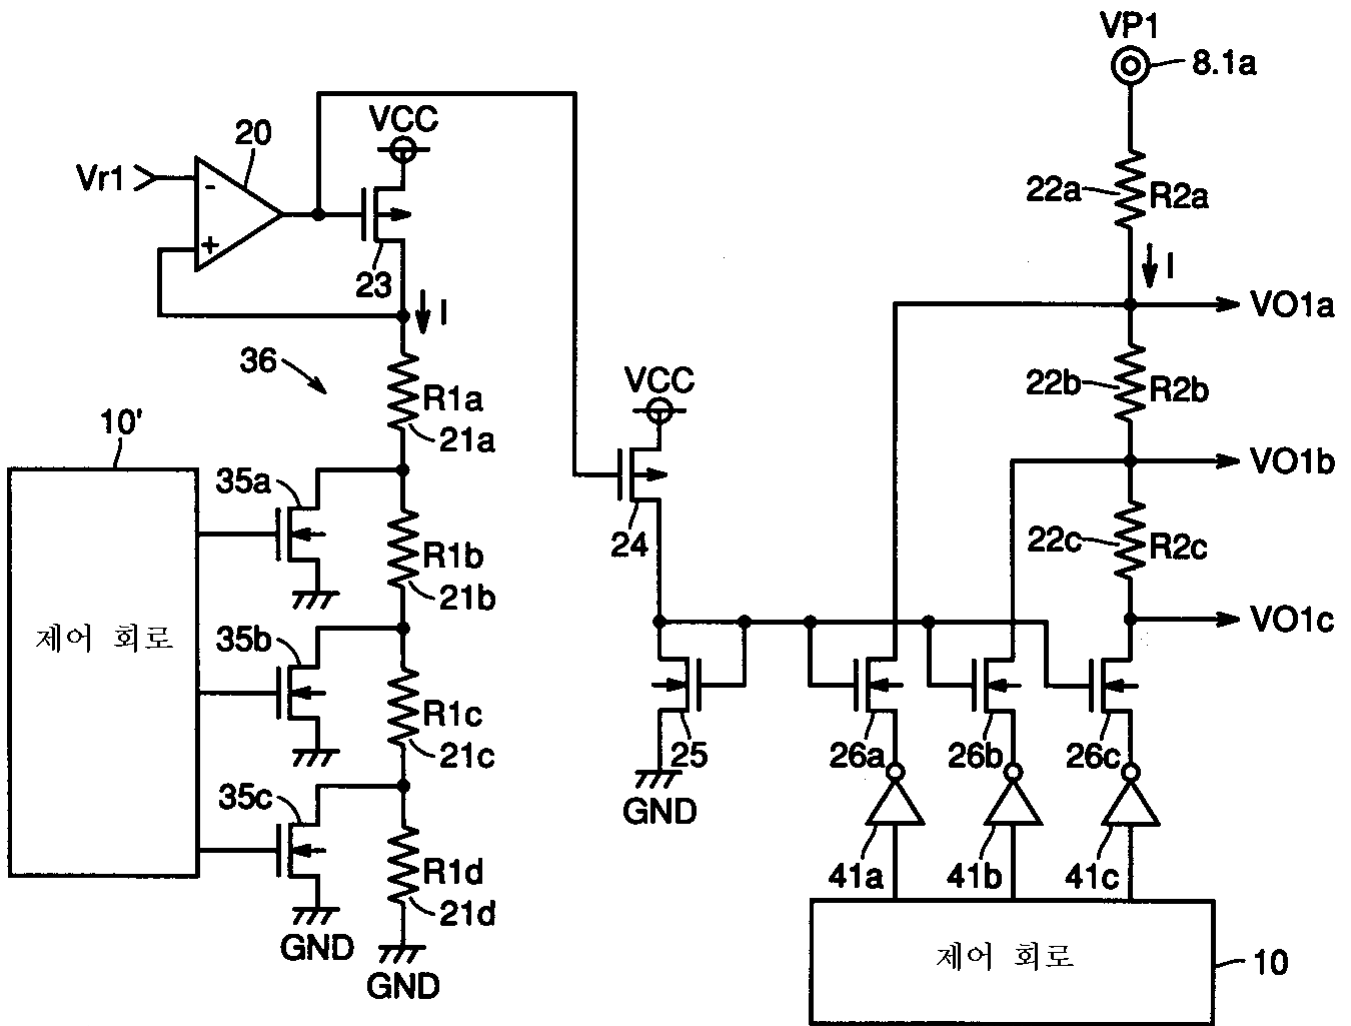 VP1
8.1a
VCC
20
Vr1
-
+
23
I
22a
R2a
I
VO1a
36
R1a
21a
VCC
22b
R2b
10'
35a
VO1b
24
R1b
21b
22c
R2c
제어 회로
35b
VO1c
R1c
21c
25
26a
26b
26c
GND
35c
R1d
21d
41a
41b
41c
GND
GND
제어 회로
10